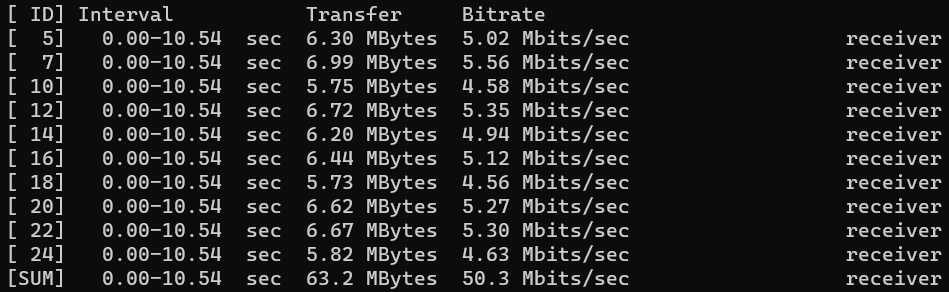 [ ID] Interval           Transfer     Bitrate
[  5]   0.00-10.54  sec  6.30 MBytes  5.02 Mbits/sec                  receiver
[  7]   0.00-10.54  sec  6.99 MBytes  5.56 Mbits/sec                  receiver
[ 10]   0.00-10.54  sec  5.75 MBytes  4.58 Mbits/sec                  receiver
[ 12]   0.00-10.54  sec  6.72 MBytes  5.35 Mbits/sec                  receiver
[ 14]   0.00-10.54  sec  6.20 MBytes  4.94 Mbits/sec                  receiver
[ 16]   0.00-10.54  sec  6.44 MBytes  5.12 Mbits/sec                  receiver
[ 18]   0.00-10.54  sec  5.73 MBytes  4.56 Mbits/sec                  receiver
[ 20]   0.00-10.54  sec  6.62 MBytes  5.27 Mbits/sec                  receiver
[ 22]   0.00-10.54  sec  6.67 MBytes  5.30 Mbits/sec                  receiver
[ 24]   0.00-10.54  sec  5.82 MBytes  4.63 Mbits/sec                  receiver
[SUM]   0.00-10.54  sec  63.2 MBytes  50.3 Mbits/sec                  receiver